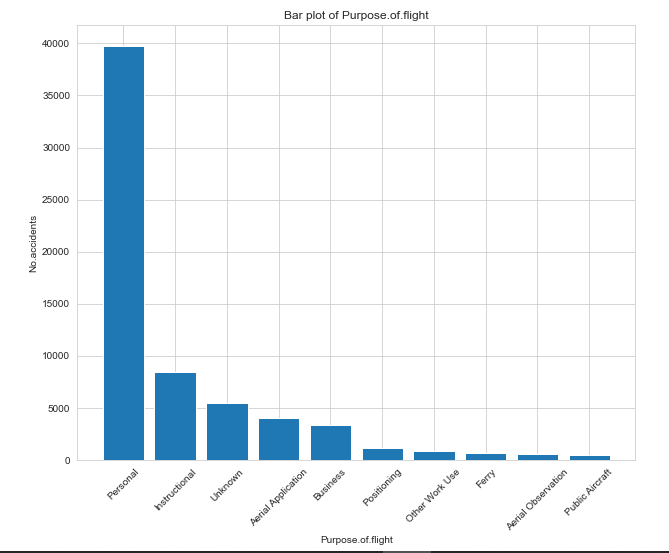 Bar plot of Purpose.of.flight
40000
35000
30000
25000
20000
15000
10000
5000
0
No.accidents
Personal
Instructional
Unknown
Aerial Application
Business
Positioning
Other Work Use
Ferry
Aerial Observation
Public Aircraft
Purpose.of.flight